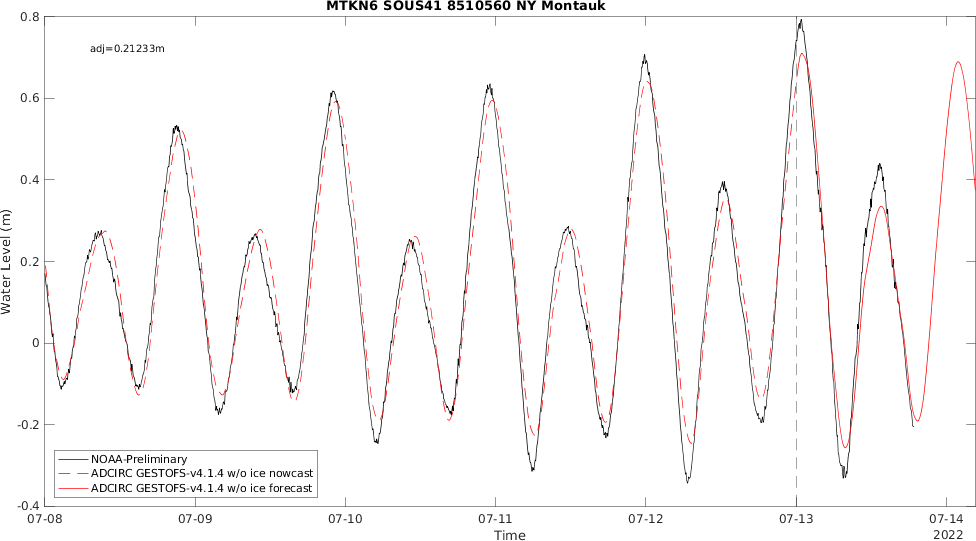 MTKN6 SOUS41 8510560 NY Montauk
adj=0.21233m
0.8
0.6
0.4
0.2
0
-0.2
-0.4
Water Level (m)
NOAA-Preliminary
ADCIRC GESTOFS-v4.1.4 w/o ice nowcast
ADCIRC GESTOFS-v4.1.4 w/o ice forecast
07-08 07-09 07-10 07-11 07-12 07-13 07-14
Time
2022